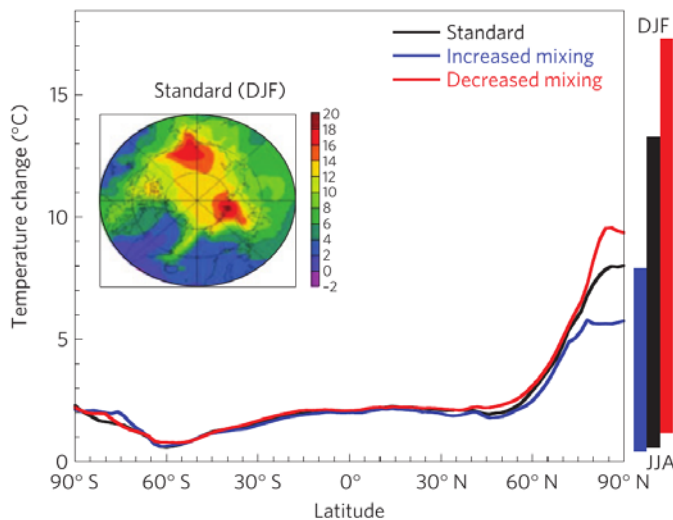 DJF
Standard
Increased mixing
Decreased mixing
Standard (DJF)
20
18
16
14
12
10
8
6
4
2
0
−2
15
10
5
0
Temperature change (°C)
90° S 60° S 30° S 0° 30° N 60° N 90° N
JJA
Latitude